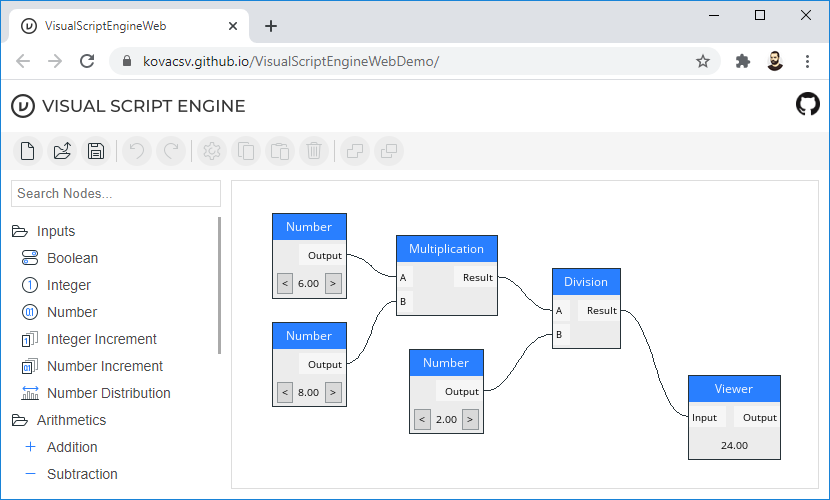 VisualScriptEngineWeb
kovacsv.github.io/VisualScriptEngineWebDemo/
VISUAL SCRIPT ENGINE
Search Nodes...
Inputs
Boolean
Integer
Number
Integer Increment
Number Increment
Number Distribution
Arithmetics
Addition
Subtraction
Number
Output
< 6.00 >
Number
Output
< 8.00 >
Multiplication
A Result
B
Number
Output
< 2.00 >
Division
A Result
B
Viewer
Input Output
24.00